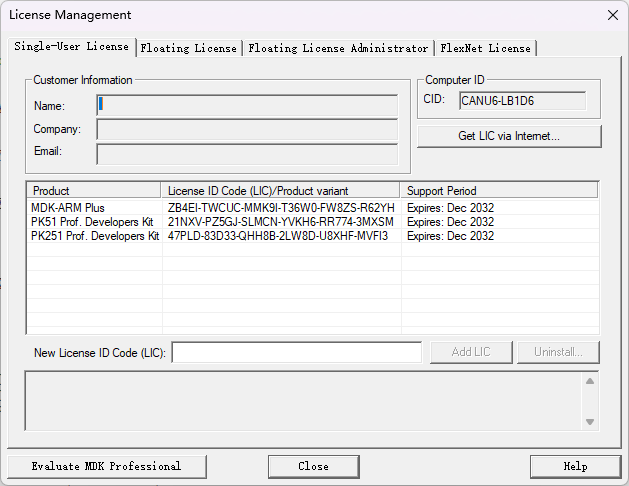 License Management
Single-User License
Floating License
Floating License Administrator
FlexNet License
Customer Information
Name:
Company:
Email:
Computer ID
CID: CANU6-LB1D6
Get LIC via Internet...
Product License ID Code (LIC)/Product variant Support Period
MDK-ARM Plus ZB4EI-TWCUC-MMK9I-T36W0-FW8ZS-R62YH Expires: Dec 2032
PK51 Prof. Developers Kit 21NXV-PZ5GJ-SLMCN-YVKH6-RR774-3MXSM Expires: Dec 2032
PK251 Prof. Developers Kit 47PLD-83D33-QHH8B-2LW8D-U8XHF-MVFI3 Expires: Dec 2032
New License ID Code (LIC):
Add LIC
Uninstall...
Evaluate MDK Professional
Close
Help